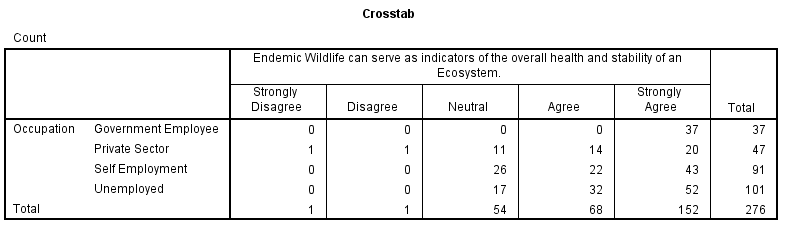 Crosstab
Count
Endemic Wildlife can serve as indicators of the overall health and stability of an
Ecosystem.
Strongly Disagree Disagree Neutral Agree Strongly Agree Total
Occupation Government Employee 0 0 0 0 37 37
Private Sector 1 1 11 14 20 47
Self Employment 0 0 26 22 43 91
Unemployed 0 0 17 32 52 101
Total 1 1 54 68 152 276